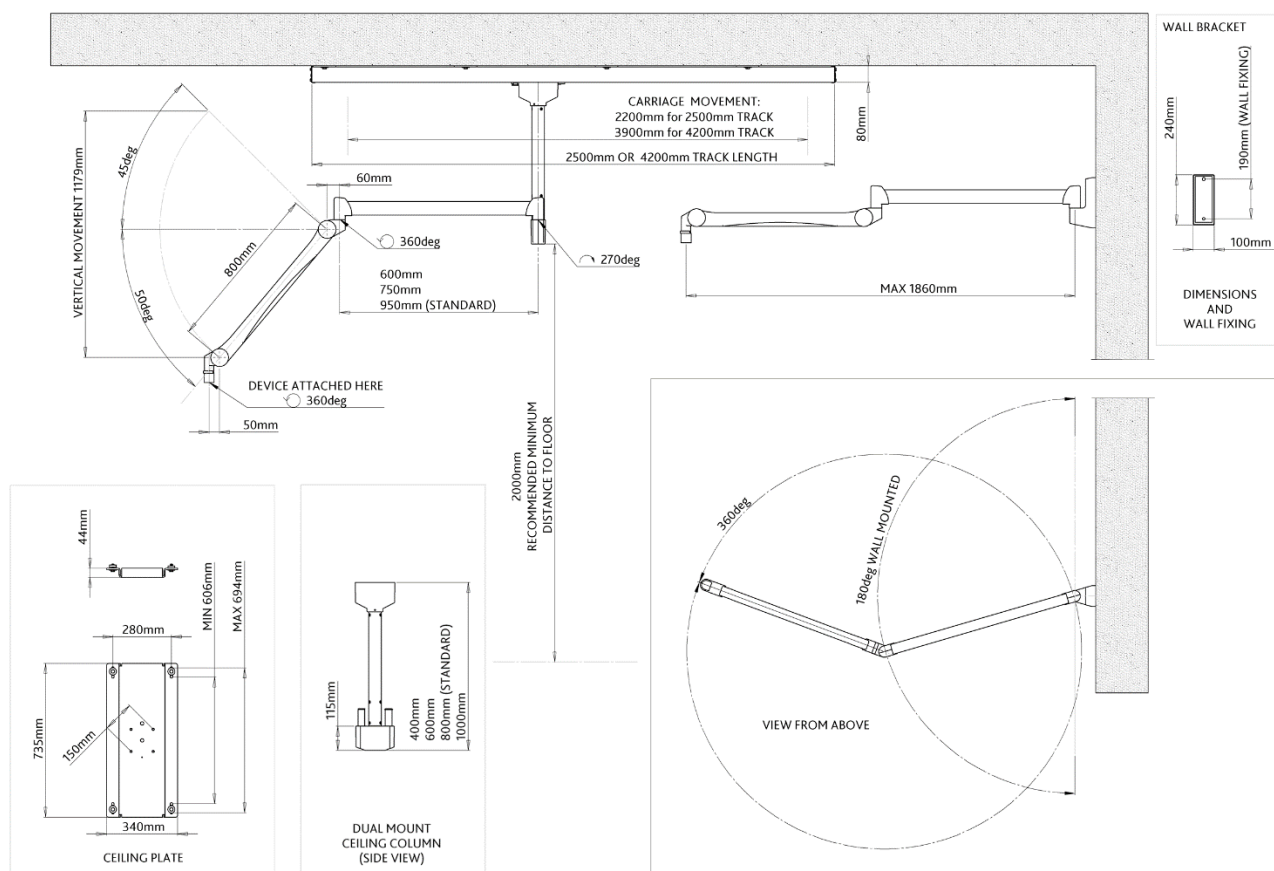 WALL BRACKET
240mm
190mm (WALL FIXING)
100mm
DIMENSIONS
AND
WALL FIXING
CARRIAGE MOVEMENT:
2200mm for 2500mm TRACK
3900mm for 4200mm TRACK
80mm
2500mm OR 4200mm TRACK LENGTH
45deg
VERTICAL MOVEMENT 1179mm
60mm
800mm
360deg
270deg
600mm
750mm
950mm (STANDARD)
50deg
DEVICE ATTACHED HERE
360deg
50mm
MAX 1860mm
2000mm
RECOMMENDED MINIMUM
DISTANCE TO FLOOR
44mm
280mm
MIN 606mm
MAX 694mm
735mm
150mm
340mm
CEILING PLATE
115mm
400mm
600mm
800mm (STANDARD)
1000mm
DUAL MOUNT
CEILING COLUMN
(SIDE VIEW)
360deg
180deg WALL MOUNTED
VIEW FROM ABOVE